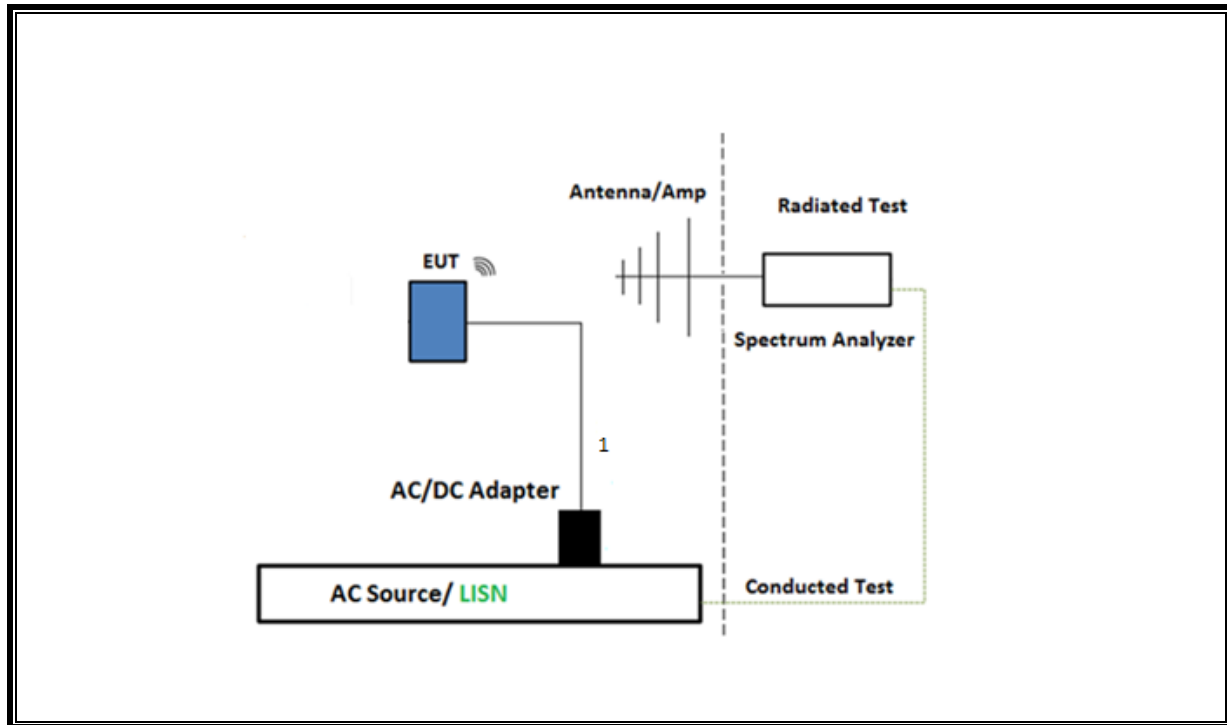 Antenna/Amp
Radiated Test
EUT
Spectrum Analyzer
1
AC/DC Adapter
AC Source/ LISN
Conducted Test